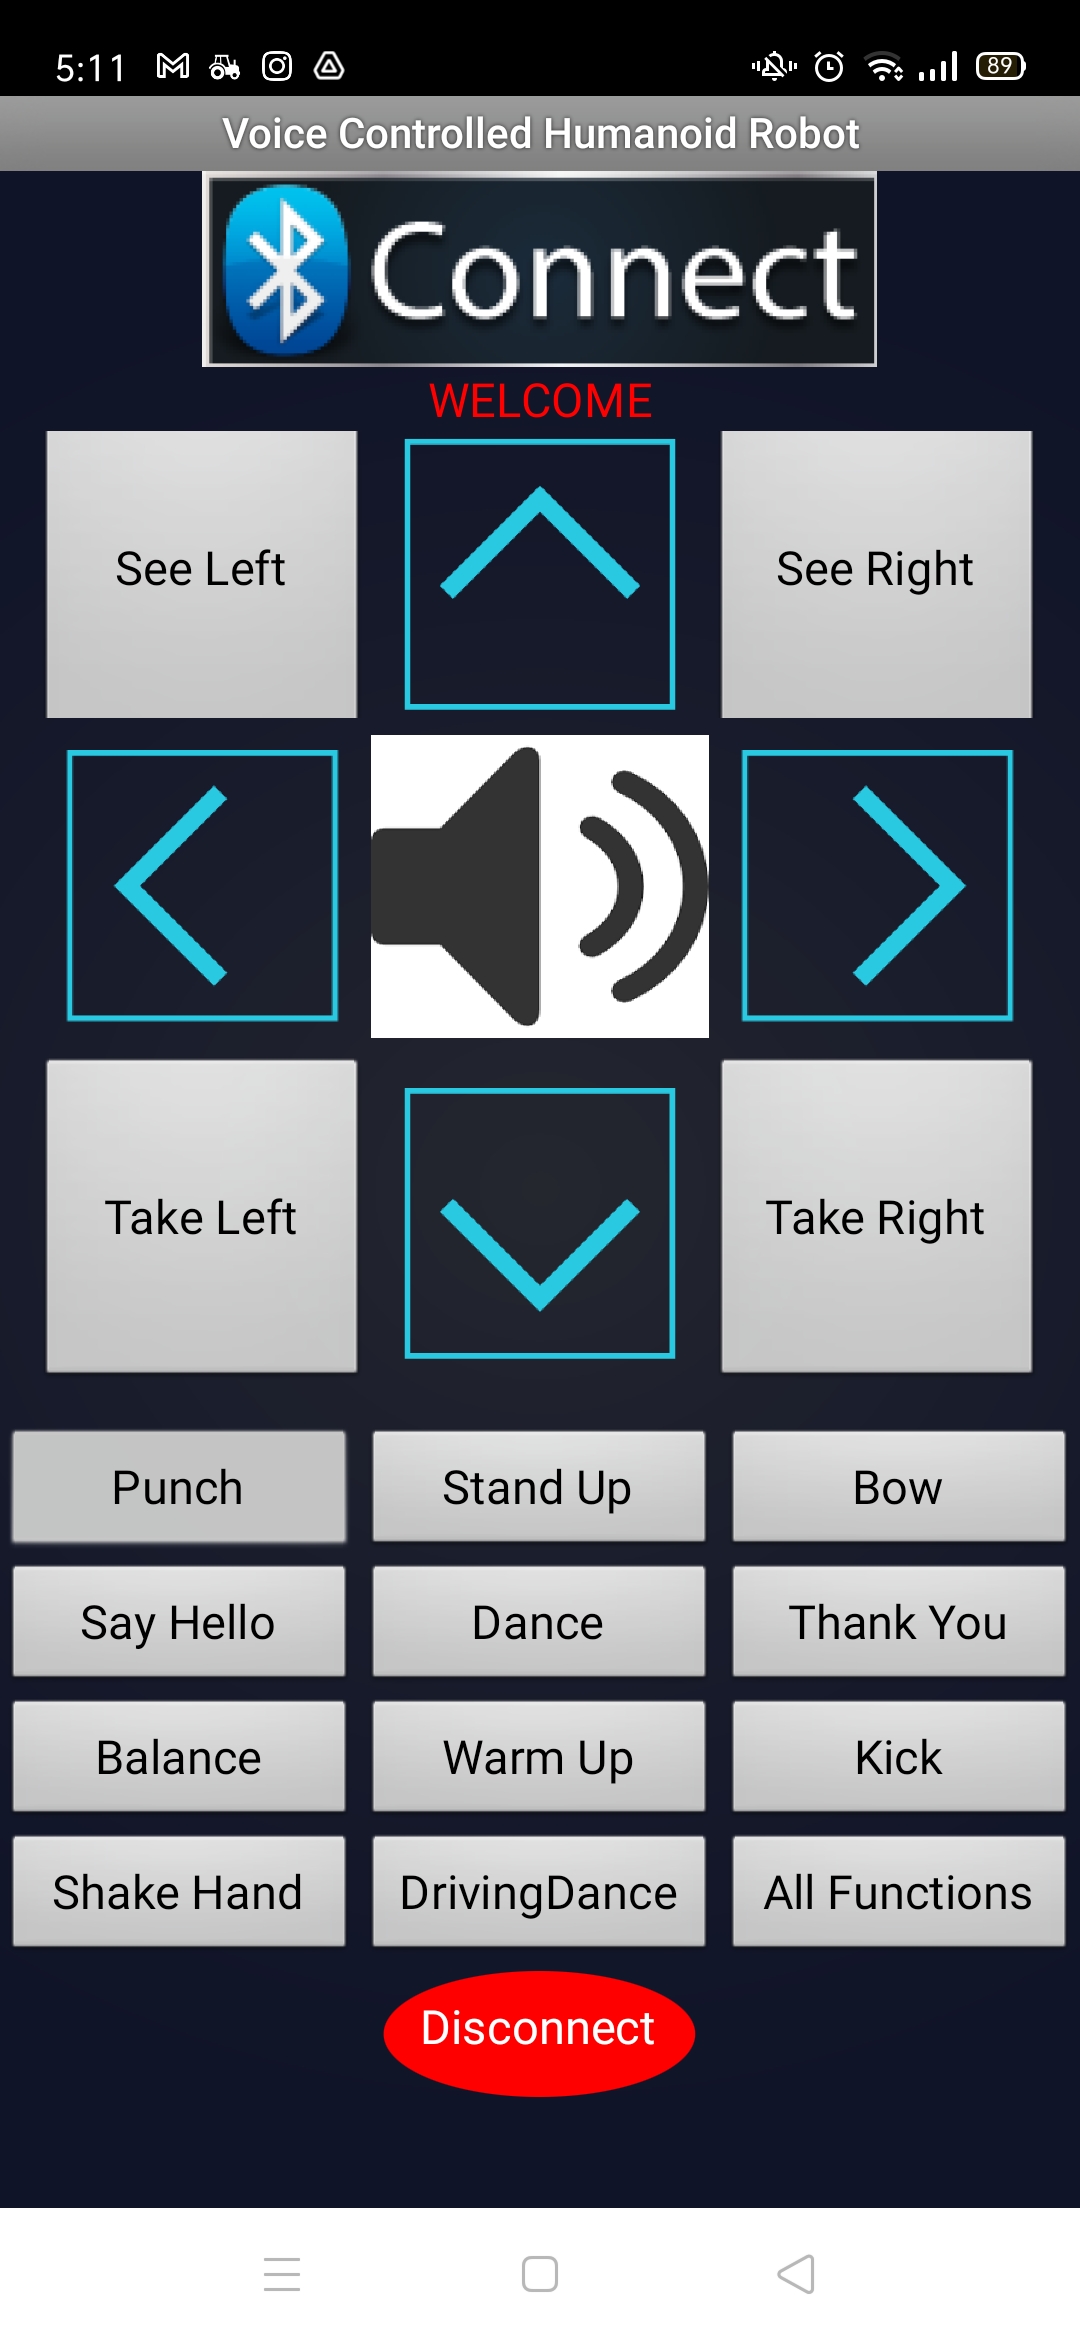 5:11 89
Voice Controlled Humanoid Robot
Connect
WELCOME
See Left See Right
Take Left Take Right
Punch Stand Up Bow
Say Hello Dance Thank You
Balance Warm Up Kick
Shake Hand DrivingDance All Functions
Disconnect